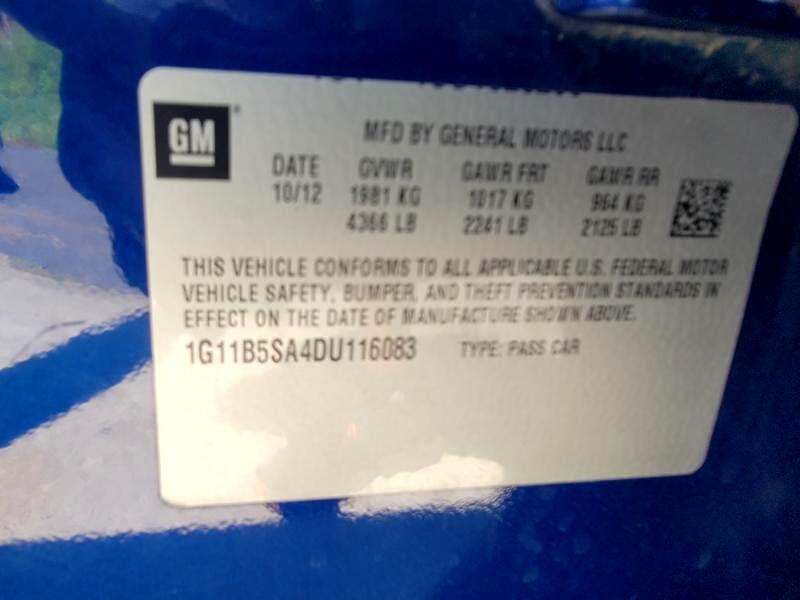 GM
MFD BY GENERAL MOTORS LLC
DATE GVWR GAWR FRT GAWR RR
10/12 1981 KG 1017 KG 964 KG
4366 LB 2241 LB 2125 LB
THIS VEHICLE CONFORMS TO ALL APPLICABLE U.S. FEDERAL MOTOR
VEHICLE SAFETY, BUMPER, AND THEFT PREVENTION STANDARDS IN
EFFECT ON THE DATE OF MANUFACTURE SHOWN ABOVE.
1G11B5SA4DU116083 TYPE: PASS CAR